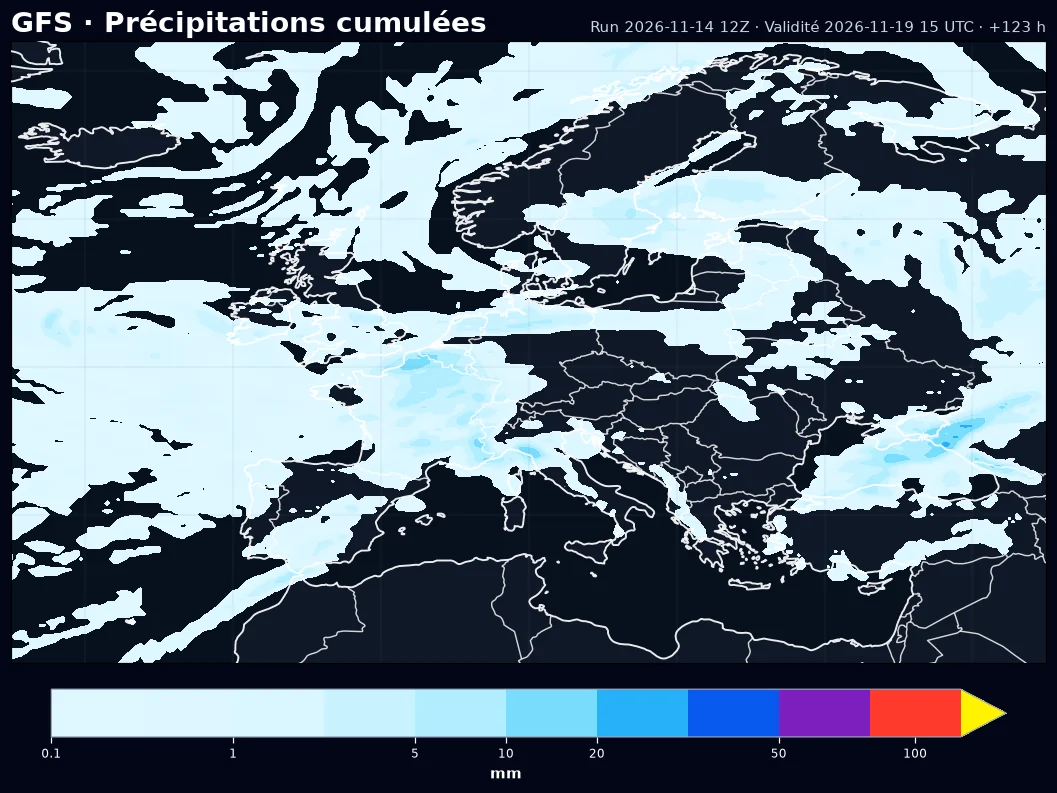 GFS · Précipitations cumulées
Run 2026-11-14 12Z · Validité 2026-11-19 15 UTC · +123 h
0.1 1 5 10 20 50 100
mm